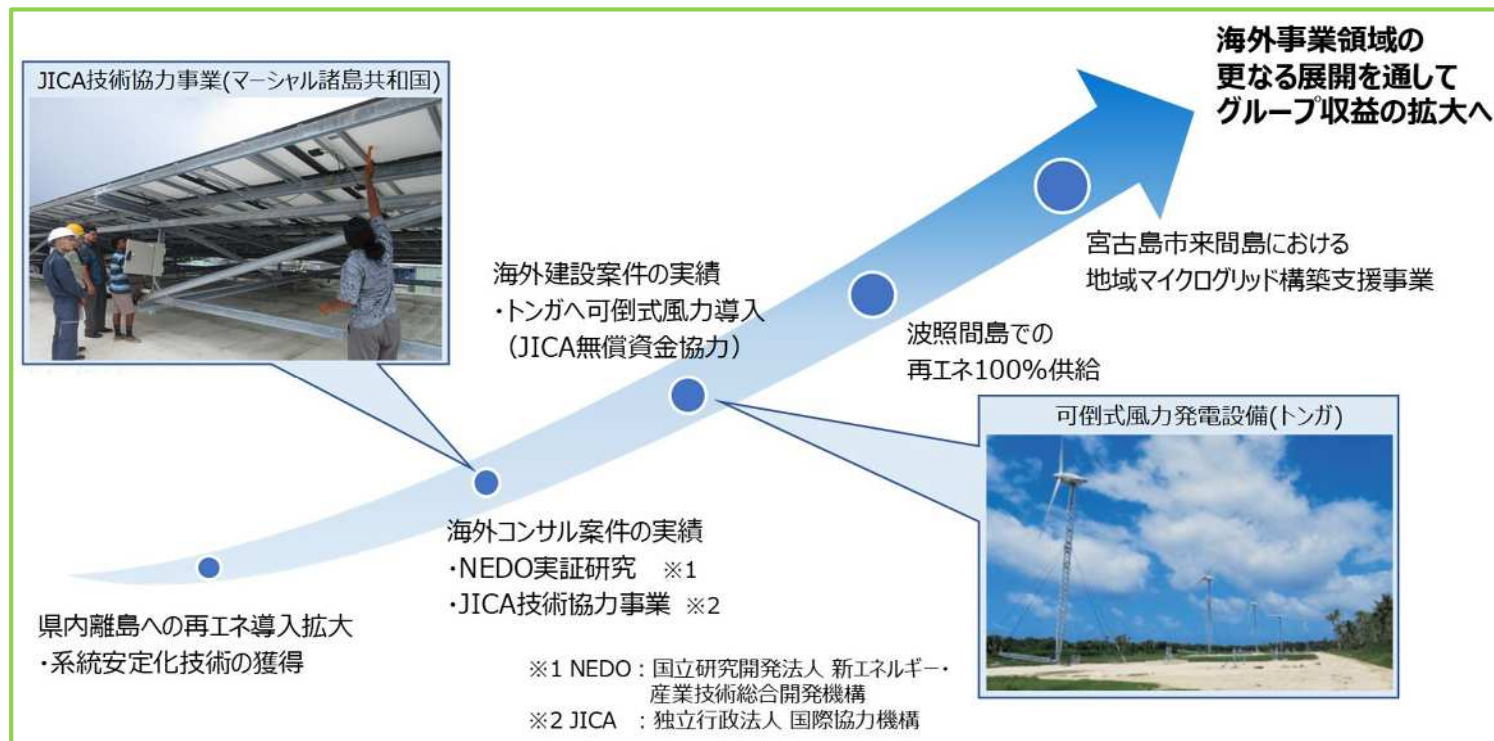 海外事業領域の
更なる展開を通して
グループ収益の拡大へ
JICA技術協力事業(マーシャル諸島共和国)
宮古島市来間島における
地域マイクログリッド構築支援事業
海外建設案件の実績
・トンガへ可倒式風力導入
（JICA無償資金協力）
波照間島での
再エネ100%供給
可倒式風力発電設備(トンガ)
海外コンサル案件の実績
・NEDO実証研究 ※1
・JICA技術協力事業 ※2
県内離島への再エネ導入拡大
・系統安定化技術の獲得
※1 NEDO：国立研究開発法人 新エネルギー・
産業技術総合開発機構
※2 JICA ：独立行政法人 国際協力機構